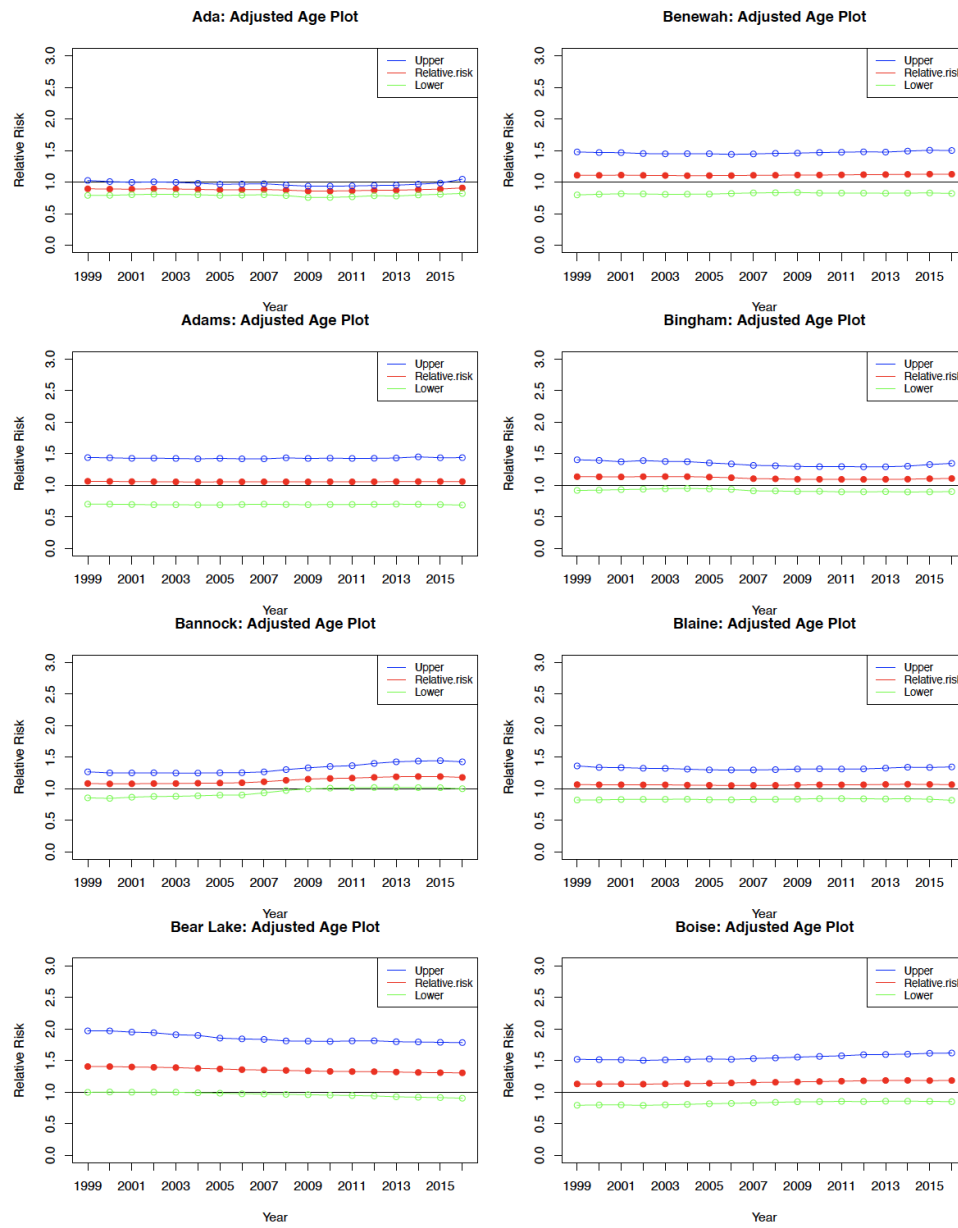 Ada: Adjusted Age Plot
Relative Risk
0.0 0.5 1.0 1.5 2.0 2.5 3.0
Upper
Relative.risk
Lower
1999 2001 2003 2005 2007 2009 2011 2013 2015
Year
Benewah: Adjusted Age Plot
Relative Risk
0.0 0.5 1.0 1.5 2.0 2.5 3.0
Upper
Relative.risk
Lower
1999 2001 2003 2005 2007 2009 2011 2013 2015
Year
Adams: Adjusted Age Plot
Relative Risk
0.0 0.5 1.0 1.5 2.0 2.5 3.0
Upper
Relative.risk
Lower
1999 2001 2003 2005 2007 2009 2011 2013 2015
Year
Bingham: Adjusted Age Plot
Relative Risk
0.0 0.5 1.0 1.5 2.0 2.5 3.0
Upper
Relative.risk
Lower
1999 2001 2003 2005 2007 2009 2011 2013 2015
Year
Bannock: Adjusted Age Plot
Relative Risk
0.0 0.5 1.0 1.5 2.0 2.5 3.0
Upper
Relative.risk
Lower
1999 2001 2003 2005 2007 2009 2011 2013 2015
Year
Blaine: Adjusted Age Plot
Relative Risk
0.0 0.5 1.0 1.5 2.0 2.5 3.0
Upper
Relative.risk
Lower
1999 2001 2003 2005 2007 2009 2011 2013 2015
Year
Bear Lake: Adjusted Age Plot
Relative Risk
0.0 0.5 1.0 1.5 2.0 2.5 3.0
Upper
Relative.risk
Lower
1999 2001 2003 2005 2007 2009 2011 2013 2015
Year
Boise: Adjusted Age Plot
Relative Risk
0.0 0.5 1.0 1.5 2.0 2.5 3.0
Upper
Relative.risk
Lower
1999 2001 2003 2005 2007 2009 2011 2013 2015
Year